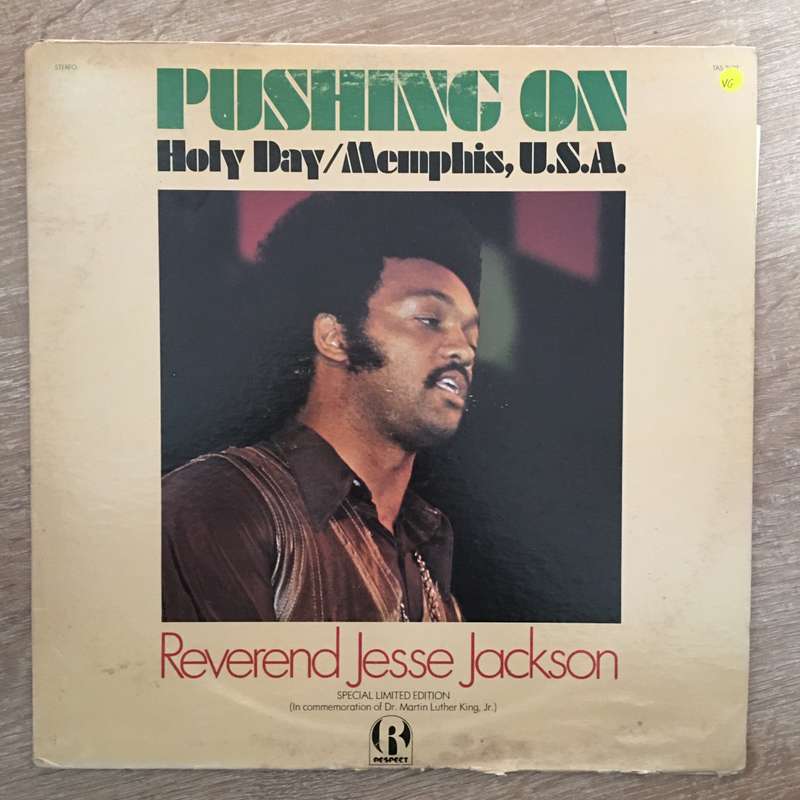 STEREO
VG
PUSHING ON
Holy Day/Memphis, U.S.A.
Reverend Jesse Jackson
SPECIAL LIMITED EDITION
(In commemoration of Dr. Martin Luther King, Jr.)
R
RESPECT